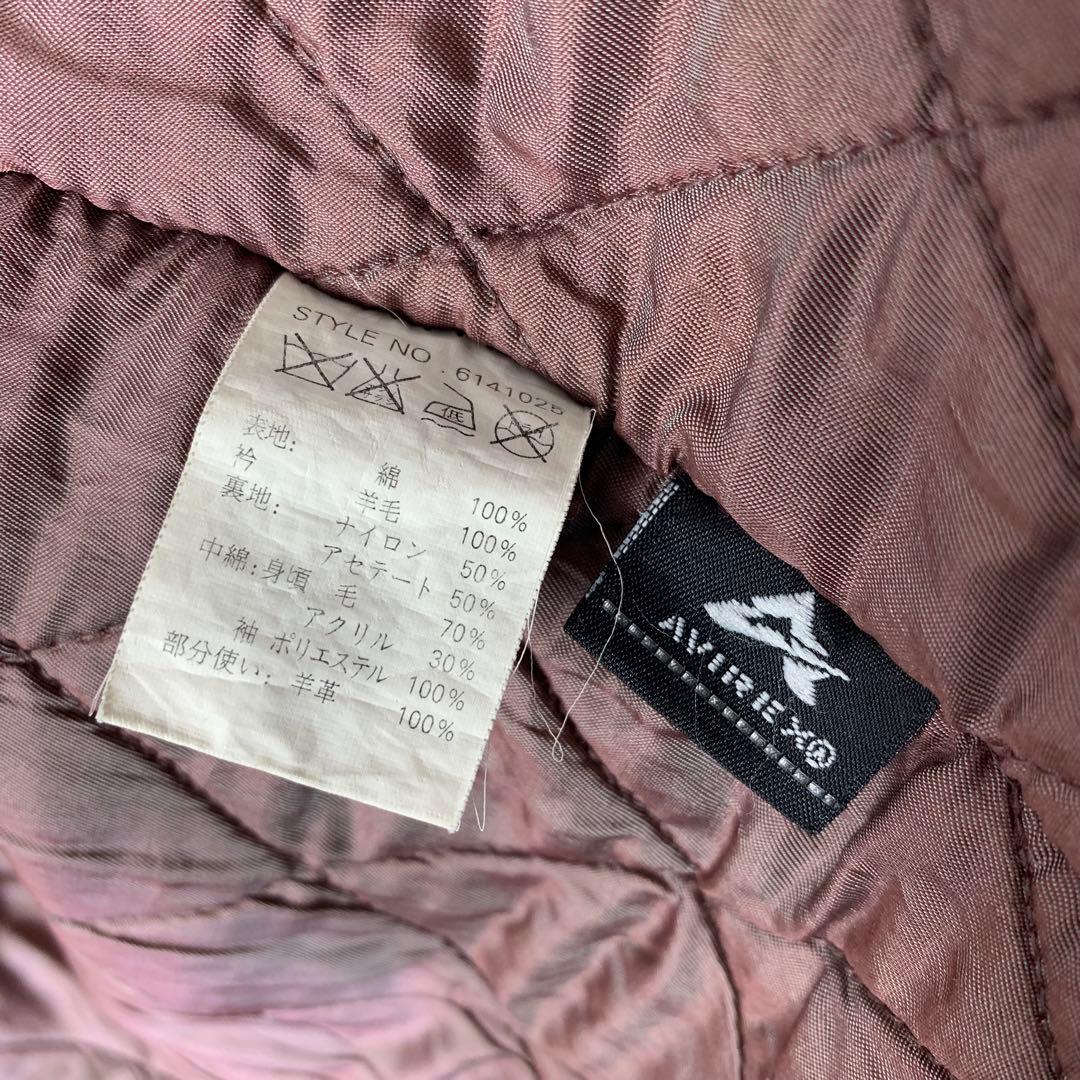 STYLE NO . 6141025
低
表地: 綿 100%
衿 羊毛 100%
裏地: ナイロン 50%
アセテート 50%
中綿:身頃 毛 70%
アクリル 30%
袖 ポリエステル 100%
部分使い: 羊革 100%
AVIREX®